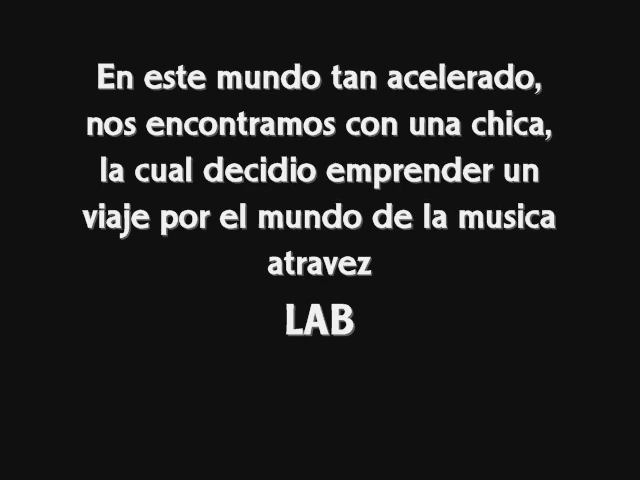 En este mundo tan acelerado,
nos encontramos con una chica,
la cual decidio emprender un
viaje por el mundo de la musica
atravez
LAB